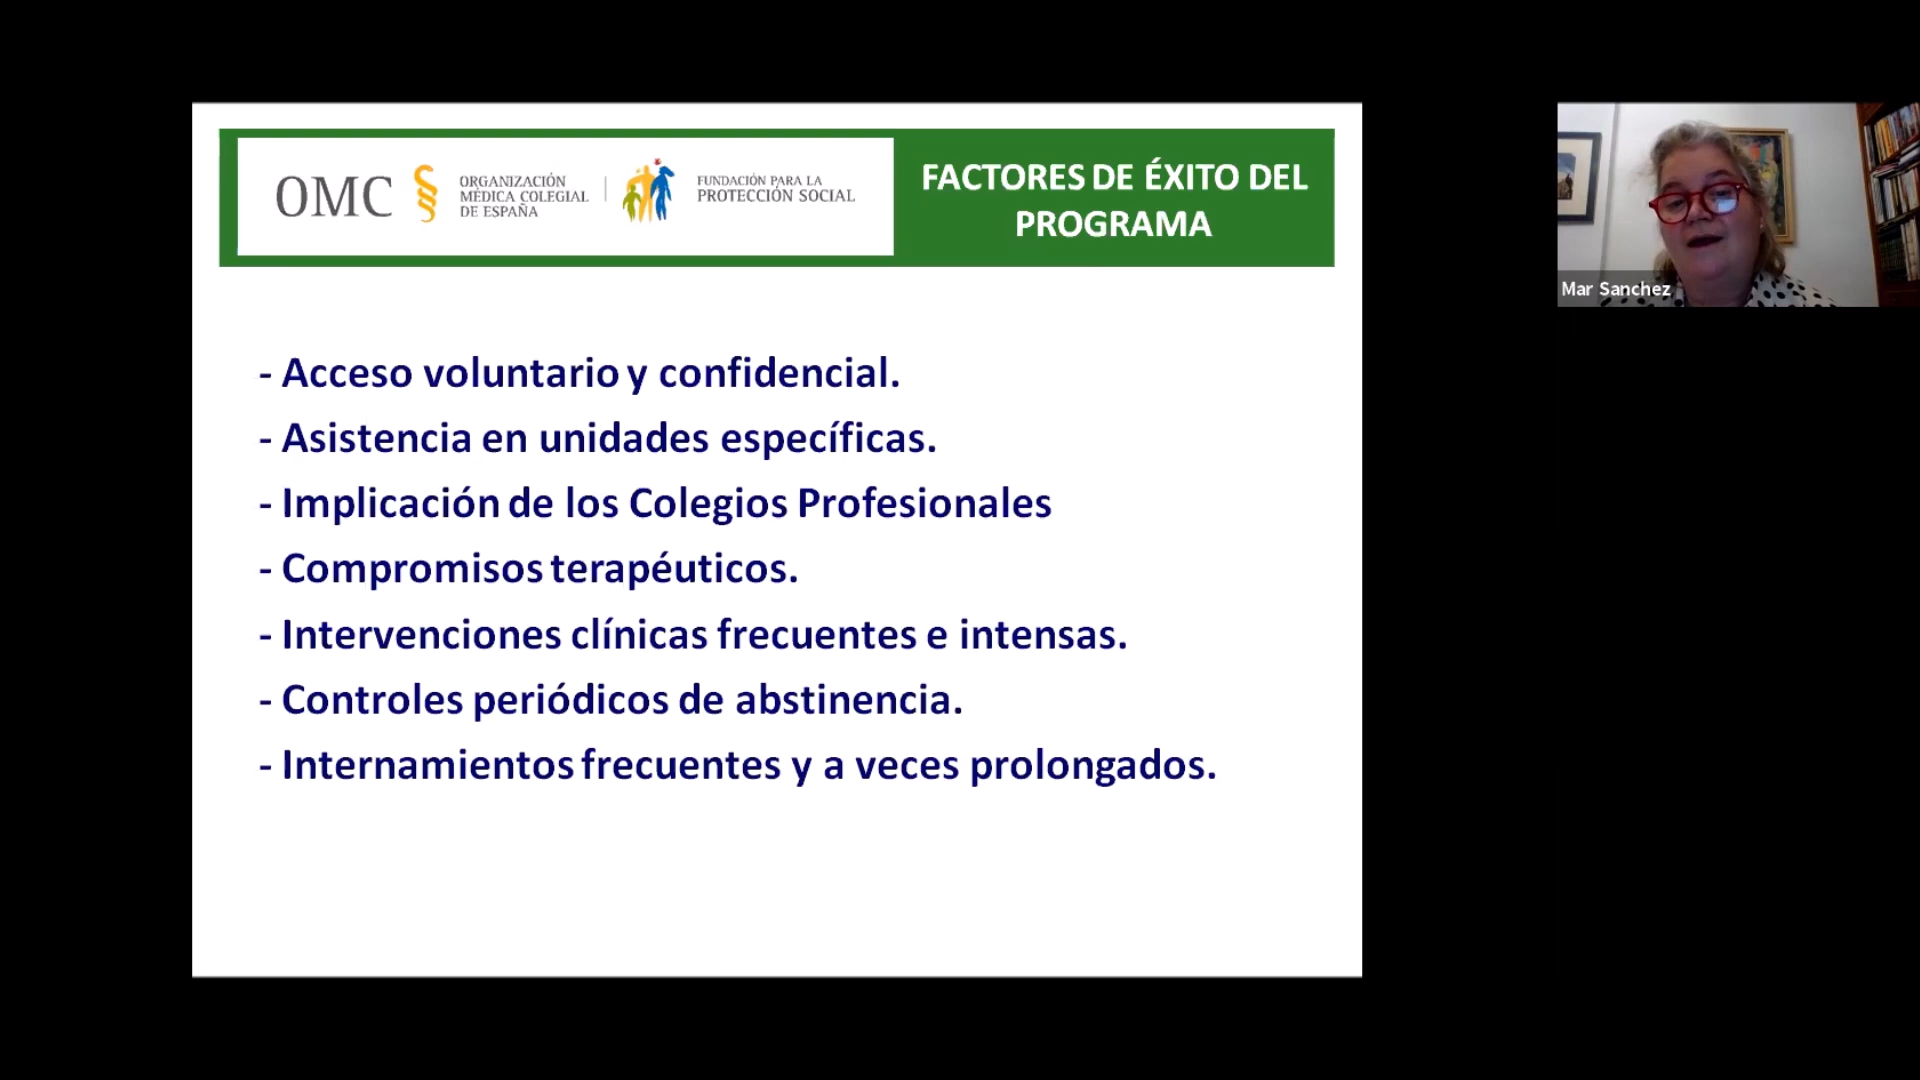 OMC
ORGANIZACIÓN
MÉDICA COLEGIAL
DE ESPAÑA
FUNDACIÓN PARA LA
PROTECCIÓN SOCIAL
FACTORES DE ÉXITO DEL
PROGRAMA
- Acceso voluntario y confidencial.
- Asistencia en unidades específicas.
- Implicación de los Colegios Profesionales
- Compromisos terapéuticos.
- Intervenciones clínicas frecuentes e intensas.
- Controles periódicos de abstinencia.
- Internamientos frecuentes y a veces prolongados.
Mar Sanchez